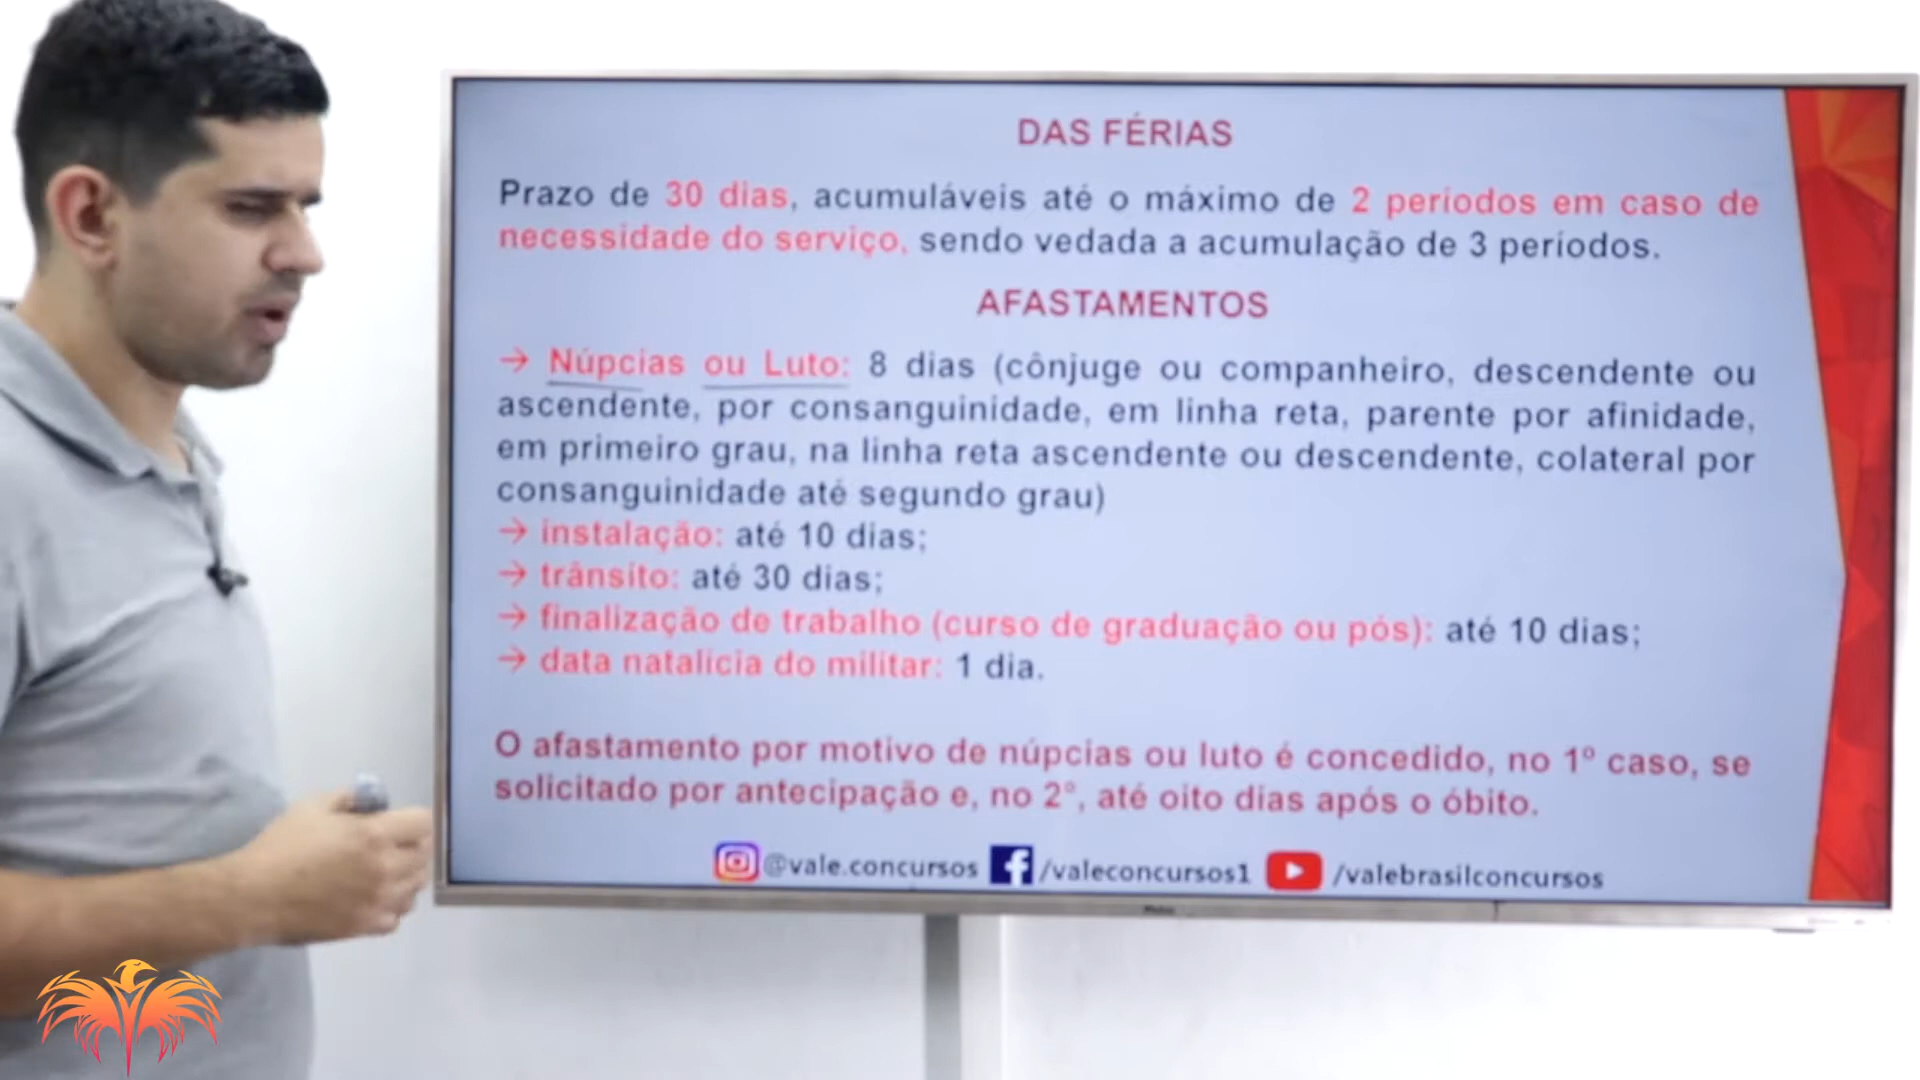 DAS FÉRIAS
Prazo de 30 dias, acumuláveis até o máximo de 2 períodos em caso de
necessidade do serviço, sendo vedada a acumulação de 3 períodos.
AFASTAMENTOS
→ Núpcias ou Luto: 8 dias (cônjuge ou companheiro, descendente ou
ascendente, por consanguinidade, em linha reta, parente por afinidade,
em primeiro grau, na linha reta ascendente ou descendente, colateral por
consanguinidade até segundo grau)
→ instalação: até 10 dias;
→ trânsito: até 30 dias;
→ finalização de trabalho (curso de graduação ou pós): até 10 dias;
→ data natalícia do militar: 1 dia.
O afastamento por motivo de núpcias ou luto é concedido, no 1º caso, se
solicitado por antecipação e, no 2º, até oito dias após o óbito.
@vale.concursos /valeconcursos1 /valebrasilconcursos